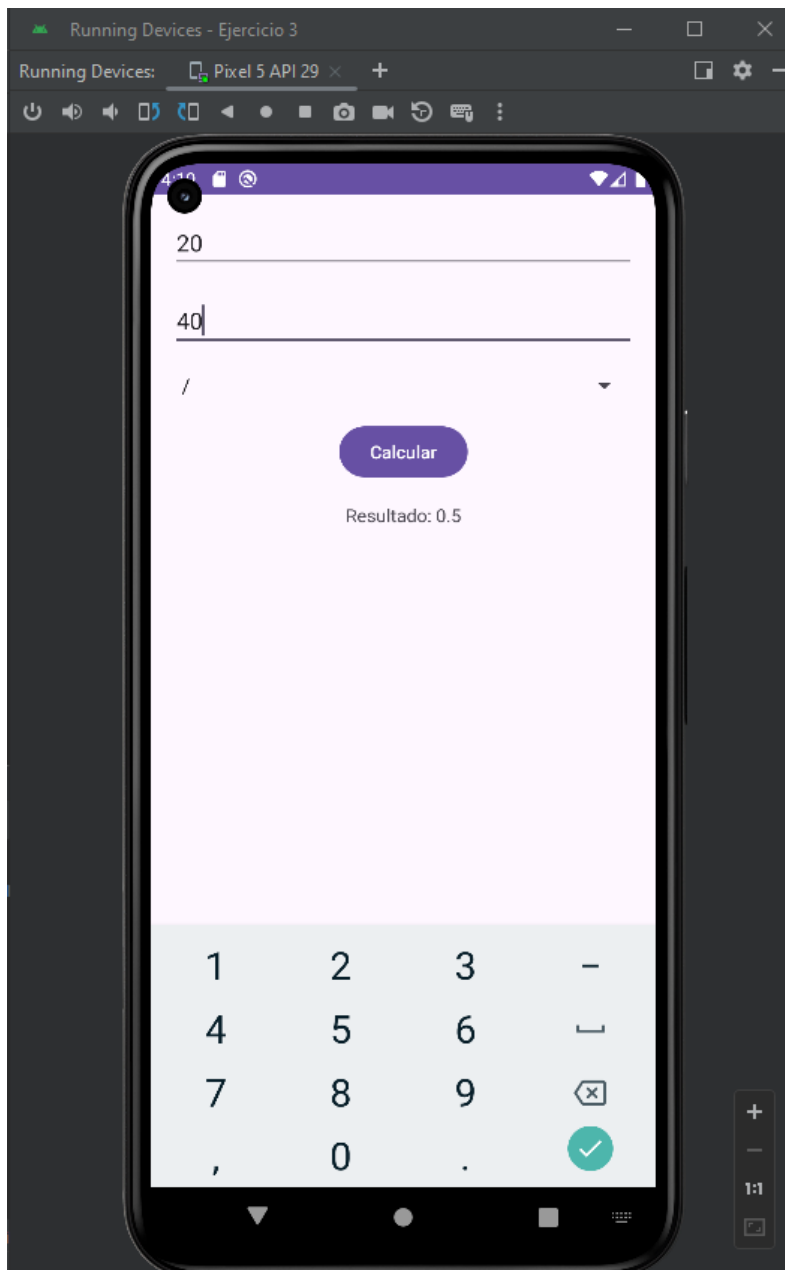 Running Devices - Ejercicio 3
Running Devices: Pixel 5 API 29
20
40
/
Calcular
Resultado: 0.5
1 2 3 –
4 5 6
7 8 9
, 0 .
1:1